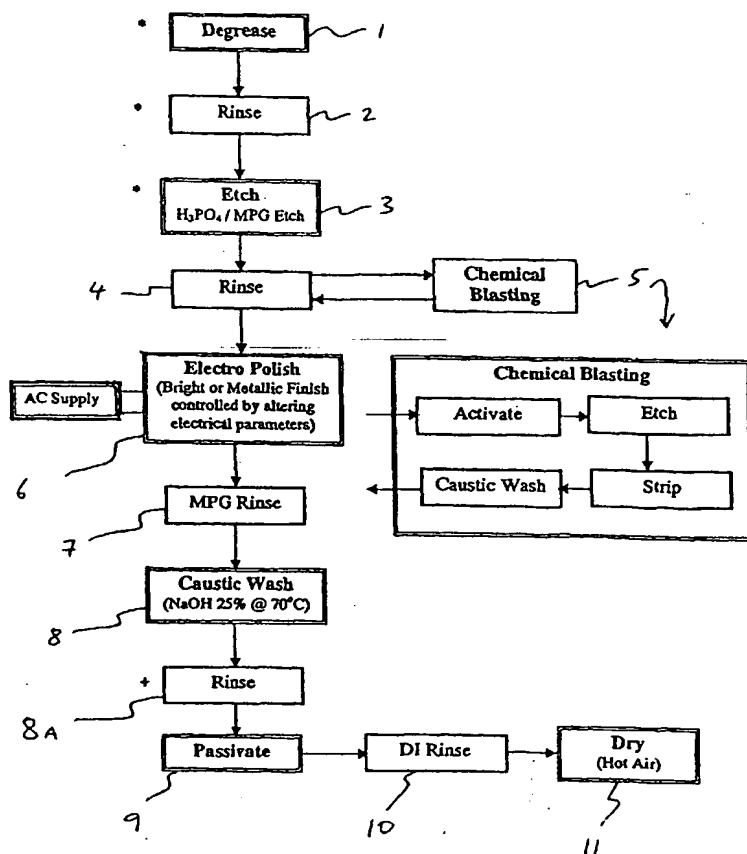 * Degrease 1
* Rinse 2
* Etch
H₃PO₄ / MPG Etch 3
4 Rinse
Chemical
Blasting 5
AC Supply
Electro Polish
(Bright or Metallic Finish
controlled by altering
electrical parameters)
6
Chemical Blasting
Activate
Etch
Caustic Wash
Strip
MPG Rinse
7
Caustic Wash
(NaOH 25% @ 70°C)
8
+ Rinse
8A
Passivate
9
DI Rinse
10
Dry
(Hot Air)
11